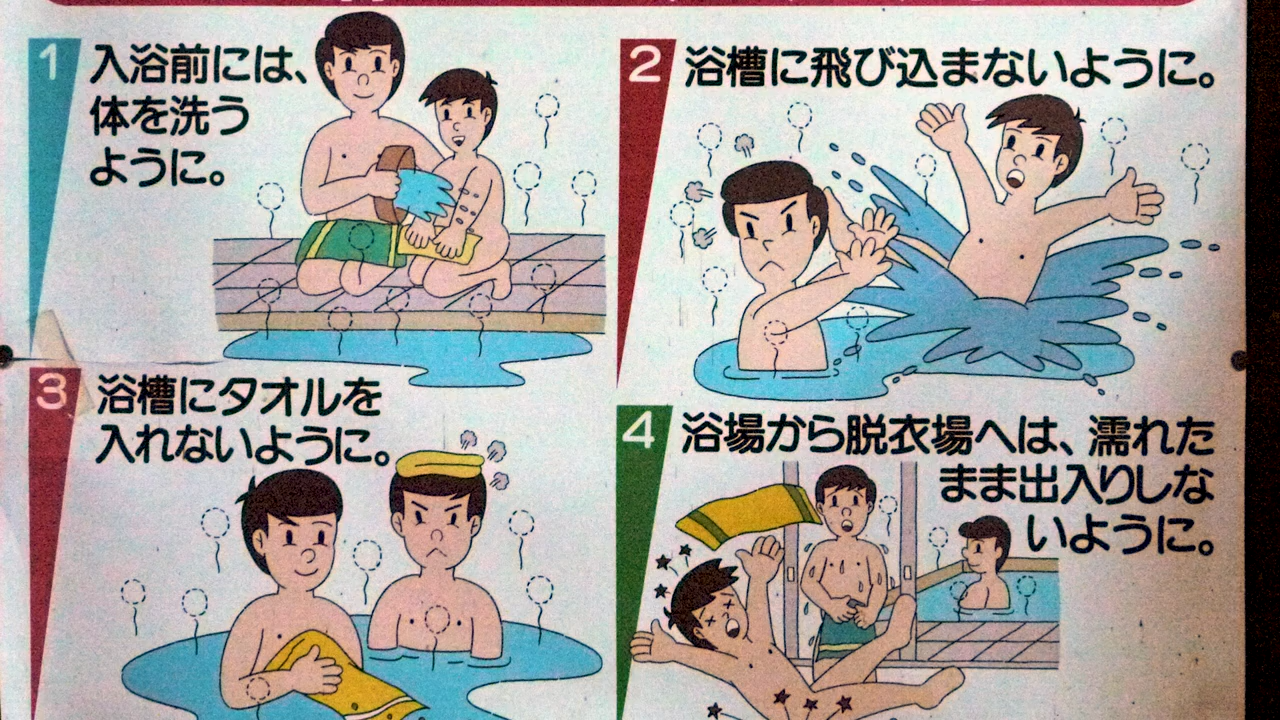 1
入浴前には、
体を洗う
ように。
2
浴槽に飛び込まないように。
3
浴槽にタオルを
入れないように。
4
浴場から脱衣場へは、濡れた
まま出入りしな
いように。